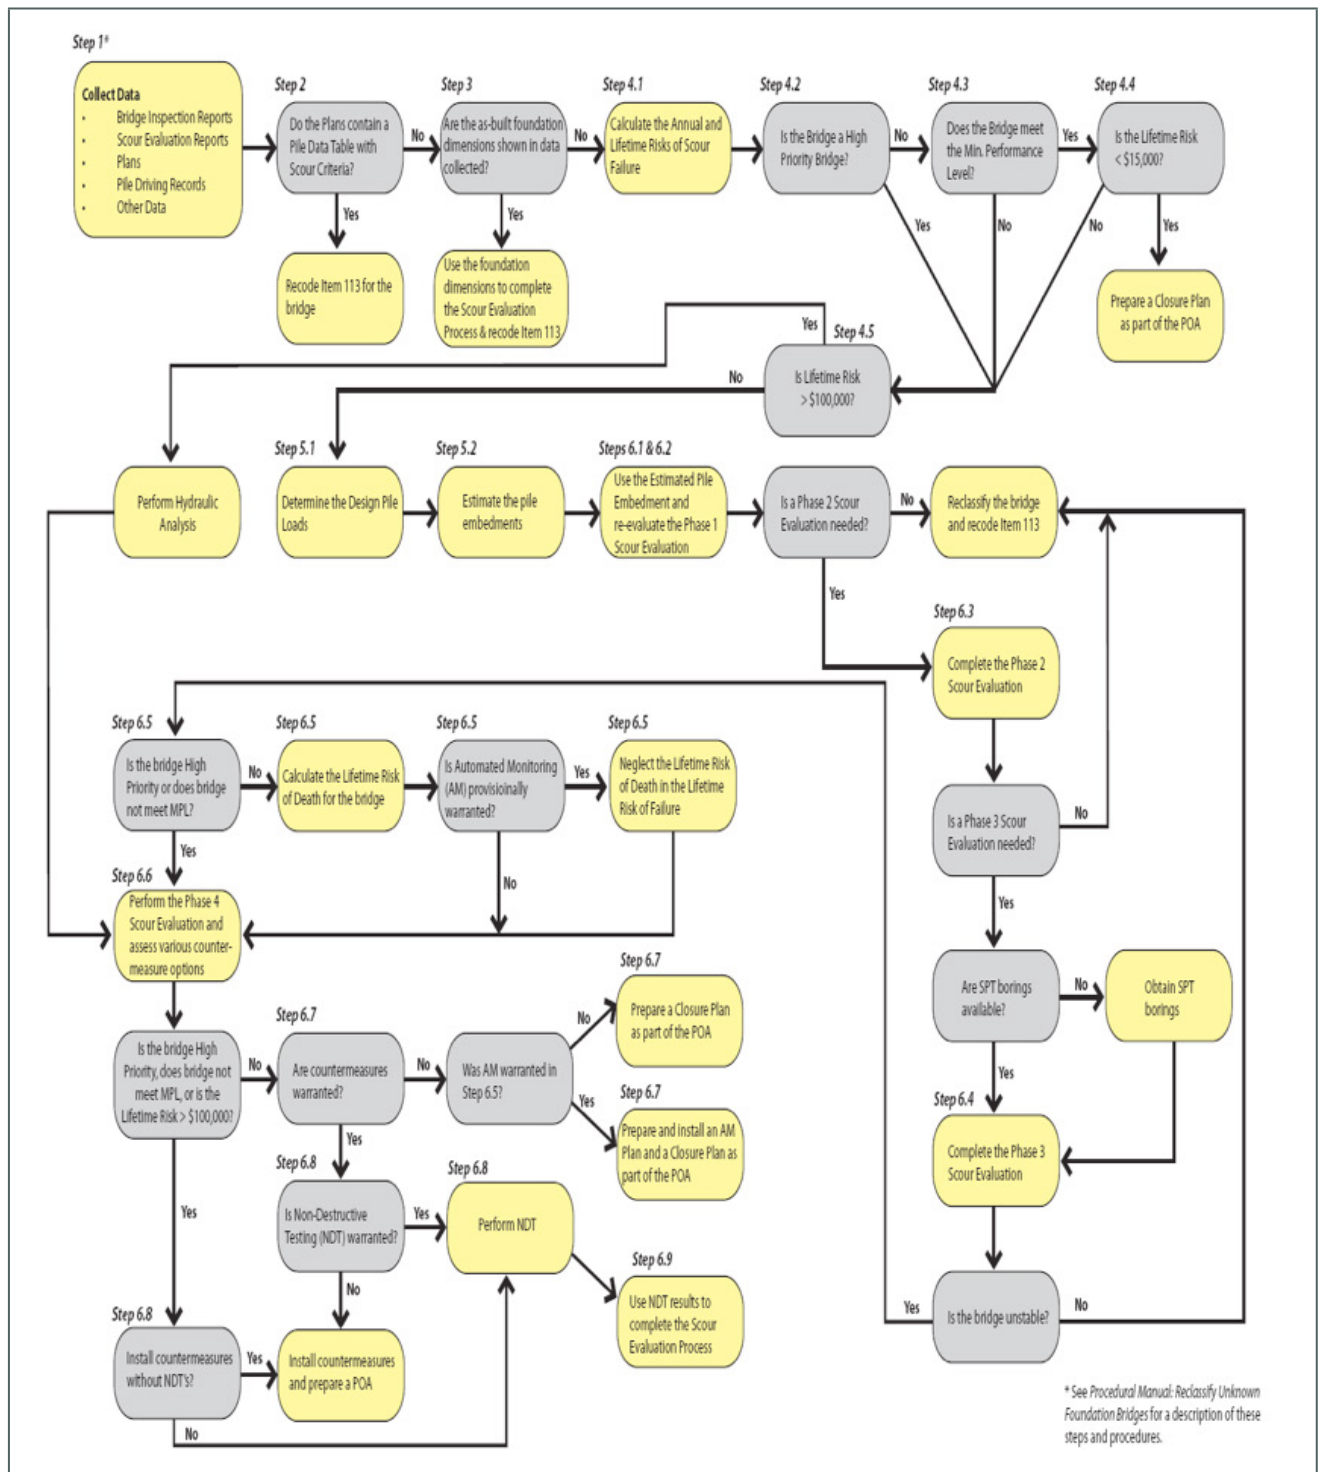 Step 1*
Collect Data
• Bridge Inspection Reports
• Scour Evaluation Reports
• Plans
• Pile Driving Records
• Other Data
Step 2
Do the Plans contain a
Pile Data Table with
Scour Criteria?
No
Yes
Recode Item 113 for the
bridge
Step 3
Are the as-built foundation
dimensions shown in data
collected?
No
Yes
Use the foundation
dimensions to complete
the Scour Evaluation
Process & recode Item 113
Step 4.1
Calculate the Annual and
Lifetime Risks of Scour
Failure
Step 4.2
Is the Bridge a High
Priority Bridge?
No
Yes
Step 4.3
Does the Bridge meet
the Min. Performance
Level?
Yes
No
Step 4.4
Is the Lifetime Risk
< $15,000?
No
Yes
Prepare a Closure Plan
as part of the POA
Step 4.5
Is Lifetime Risk
> $100,000?
Yes
No
Perform Hydraulic
Analysis
Step 5.1
Determine the Design Pile
Loads
Step 5.2
Estimate the pile
embedments
Steps 6.1 & 6.2
Use the Estimated Pile
Embedment and
re-evaluate the Phase 1
Scour Evaluation
Is a Phase 2 Scour
Evaluation needed?
No
Yes
Reclassify the bridge
and recode Item 113
Step 6.3
Complete the Phase 2
Scour Evaluation
Is a Phase 3 Scour
Evaluation needed?
No
Yes
Are SPT borings
available?
No
Yes
Obtain SPT
borings
Step 6.4
Complete the Phase 3
Scour Evaluation
Is the bridge unstable?
Yes
No
Step 6.5
Is the bridge High
Priority or does bridge
not meet MPL?
No
Yes
Step 6.5
Calculate the Lifetime Risk
of Death for the bridge
Step 6.5
Is Automated Monitoring
(AM) provisioinally
warranted?
Yes
No
Step 6.5
Neglect the Lifetime Risk
of Death in the Lifetime
Risk of Failure
Step 6.6
Perform the Phase 4
Scour Evaluation and
assess various counter-
measure options
Is the bridge High
Priority, does bridge not
meet MPL, or is the
Lifetime Risk > $100,000?
No
Yes
Step 6.7
Are countermeasures
warranted?
No
Yes
Was AM warranted in
Step 6.5?
No
Yes
Step 6.7
Prepare a Closure Plan
as part of the POA
Step 6.7
Prepare and install an AM
Plan and a Closure Plan as
part of the POA
Step 6.8
Is Non-Destructive
Testing (NDT) warranted?
Yes
No
Step 6.8
Perform NDT
Step 6.9
Use NDT results to
complete the Scour
Evaluation Process
Step 6.8
Install countermeasures
without NDT's?
Yes
No
Install countermeasures
and prepare a POA
* See Procedural Manual: Reclassify Unknown
Foundation Bridges for a description of these
steps and procedures.